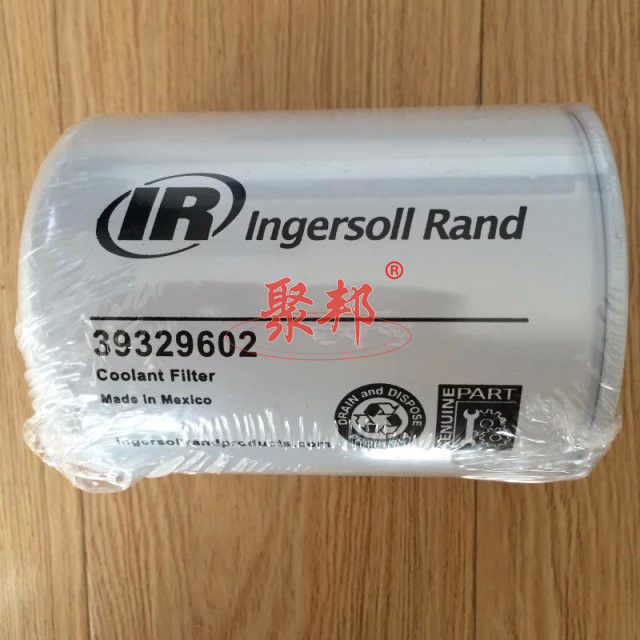 IR Ingersoll Rand
聚邦®
39329602
Coolant Filter
Made in Mexico
DRAIN and DISPOSE
GENUINE PART
ingersollrandproducts.com